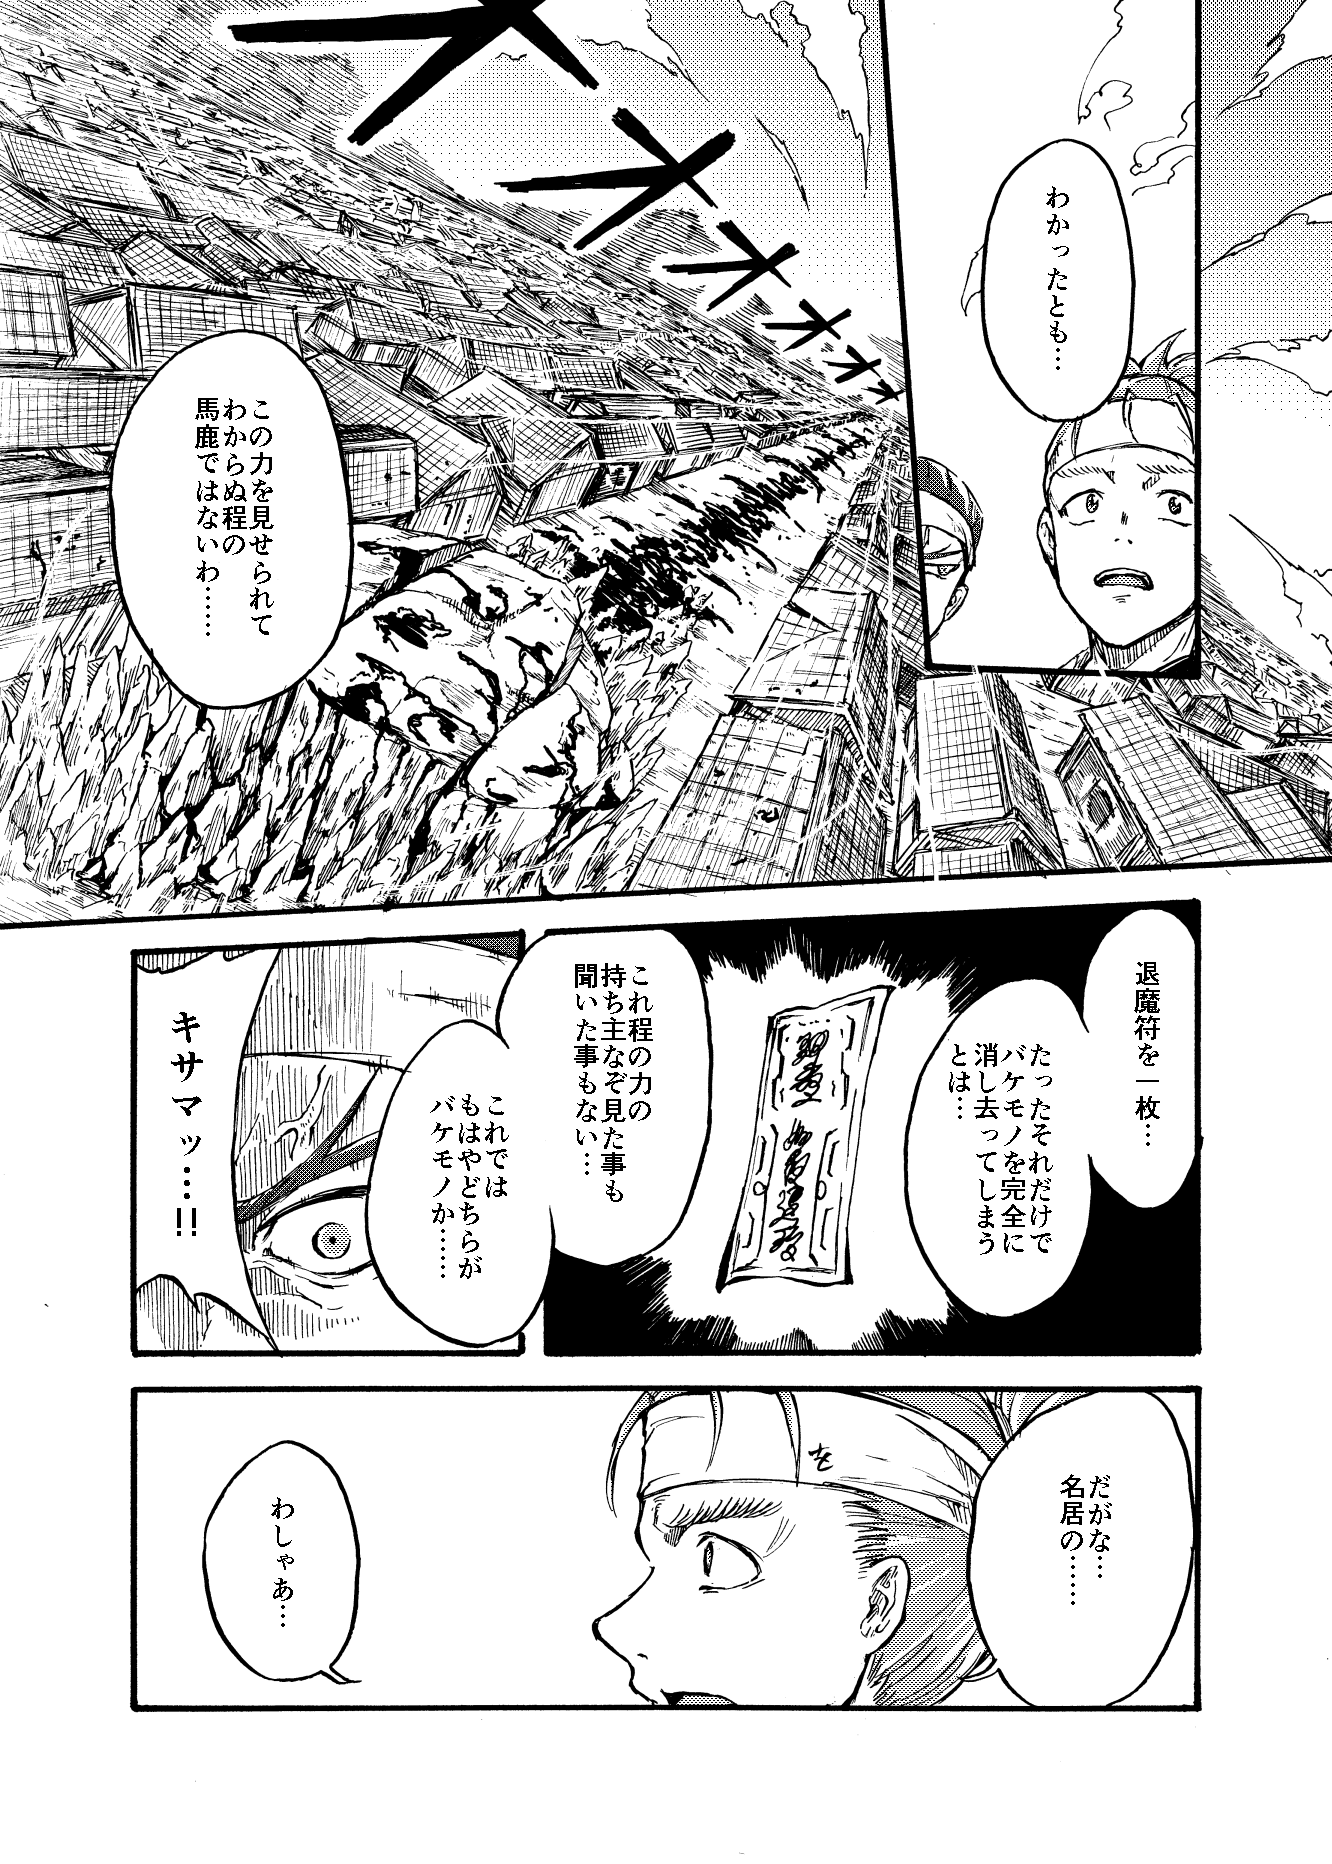 わかったとも…
オオオオオオオ
この力を見せられて
わからぬ程の
馬鹿ではないわ……
退魔符を一枚…
たったそれだけで
バケモノを完全に
消し去ってしまう
とは…
これ程の力の
持ち主なぞ見た事も
聞いた事もない…
これでは
もはやどちらが
バケモノか……
キサマッ…!!
だがな…
名居の……
を
わしゃあ…